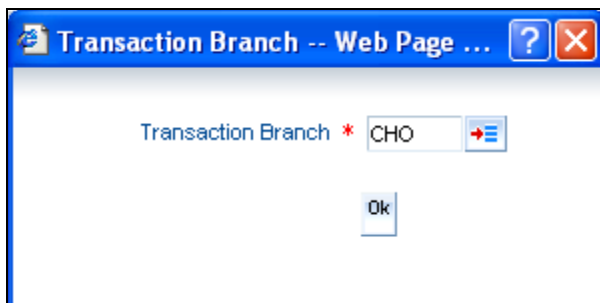 Transaction Branch -- Web Page ...
Transaction Branch * CHO
Ok